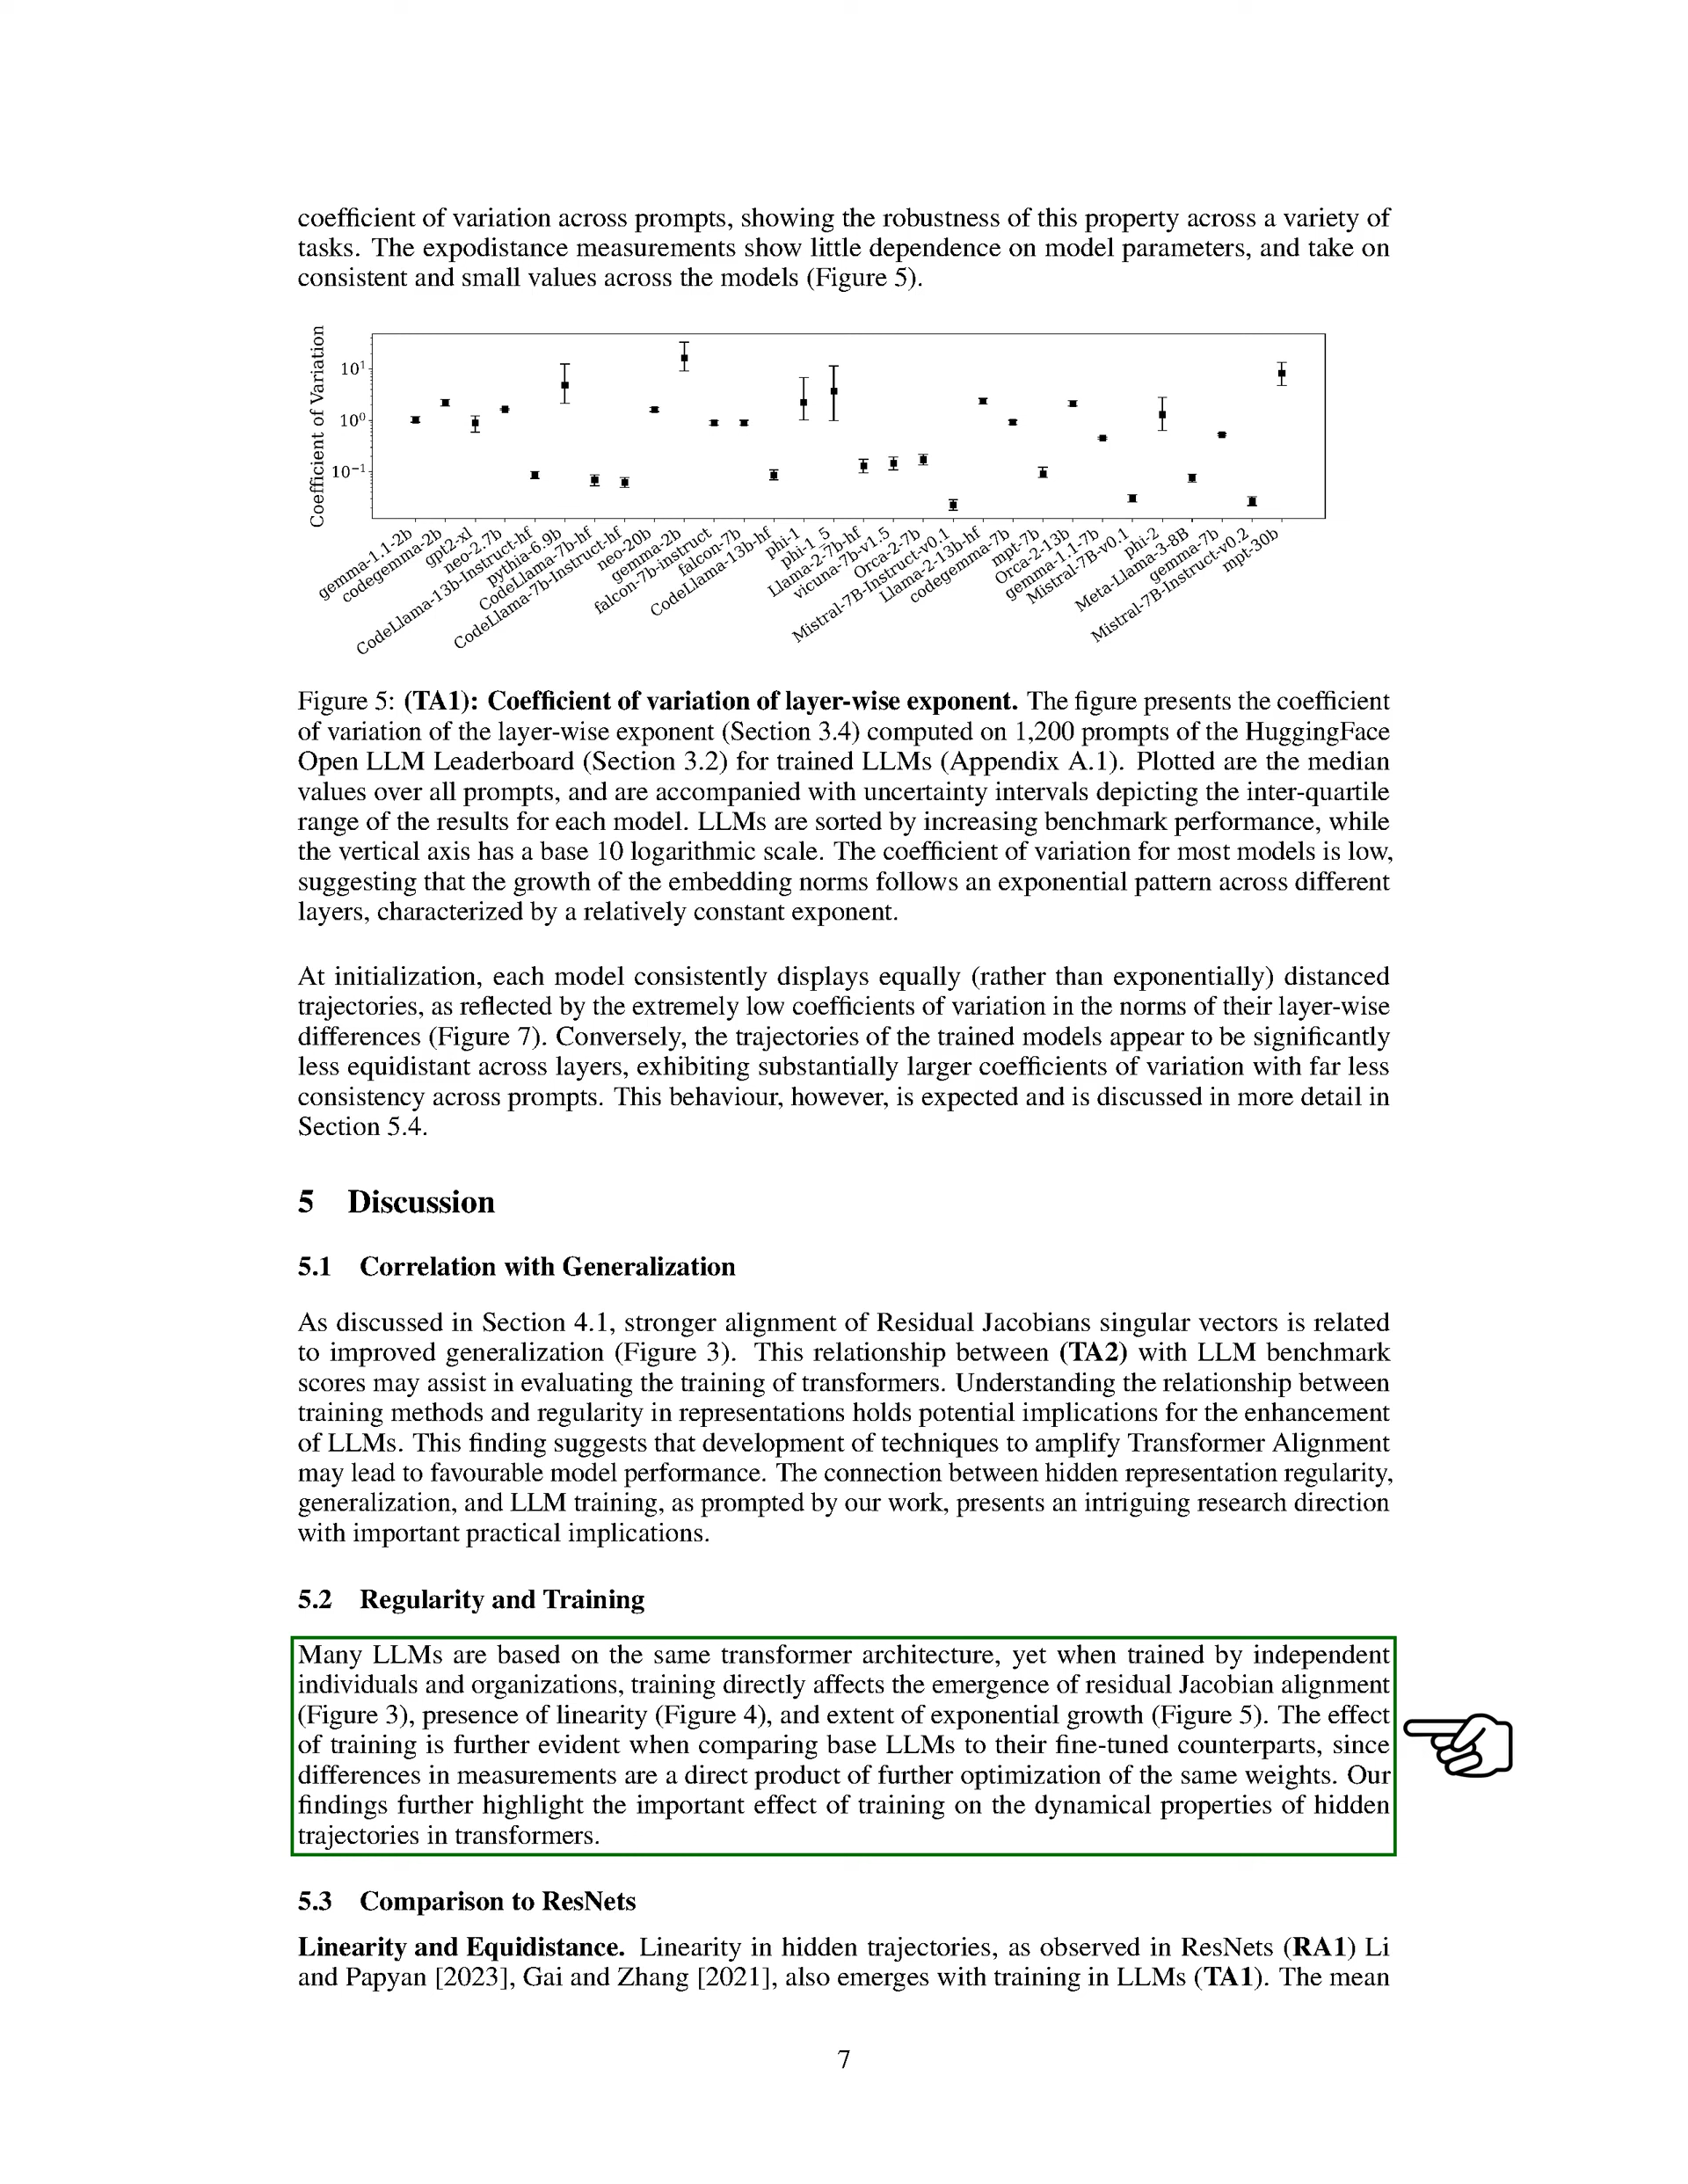 coefficient of variation across prompts, showing the robustness of this property across a variety of
tasks. The expodistance measurements show little dependence on model parameters, and take on
consistent and small values across the models (Figure 5).
Coefficient of Variation
10¹
10⁰
10⁻¹
gemma-1.1-2b
codegemma-2b
gpt2-xl
neo-2.7b
CodeLlama-13b-Instruct-hf
pythia-6.9b
CodeLlama-7b-hf
CodeLlama-7b-Instruct-hf
neo-20b
gemma-2b
falcon-7b-instruct
falcon-7b
CodeLlama-13b-hf
phi-1
phi-1_5
Llama-2-7b-hf
vicuna-7b-v1.5
Orca-2-7b
Mistral-7B-Instruct-v0.1
Llama-2-13b-hf
codegemma-7b
mpt-7b
Orca-2-13b
gemma-1.1-7b
Mistral-7B-v0.1
phi-2
Meta-Llama-3-8B
gemma-7b
Mistral-7B-Instruct-v0.2
mpt-30b
Figure 5: (TA1): Coefficient of variation of layer-wise exponent. The figure presents the coefficient
of variation of the layer-wise exponent (Section 3.4) computed on 1,200 prompts of the HuggingFace
Open LLM Leaderboard (Section 3.2) for trained LLMs (Appendix A.1). Plotted are the median
values over all prompts, and are accompanied with uncertainty intervals depicting the inter-quartile
range of the results for each model. LLMs are sorted by increasing benchmark performance, while
the vertical axis has a base 10 logarithmic scale. The coefficient of variation for most models is low,
suggesting that the growth of the embedding norms follows an exponential pattern across different
layers, characterized by a relatively constant exponent.
At initialization, each model consistently displays equally (rather than exponentially) distanced
trajectories, as reflected by the extremely low coefficients of variation in the norms of their layer-wise
differences (Figure 7). Conversely, the trajectories of the trained models appear to be significantly
less equidistant across layers, exhibiting substantially larger coefficients of variation with far less
consistency across prompts. This behaviour, however, is expected and is discussed in more detail in
Section 5.4.
5 Discussion
5.1 Correlation with Generalization
As discussed in Section 4.1, stronger alignment of Residual Jacobians singular vectors is related
to improved generalization (Figure 3). This relationship between (TA2) with LLM benchmark
scores may assist in evaluating the training of transformers. Understanding the relationship between
training methods and regularity in representations holds potential implications for the enhancement
of LLMs. This finding suggests that development of techniques to amplify Transformer Alignment
may lead to favourable model performance. The connection between hidden representation regularity,
generalization, and LLM training, as prompted by our work, presents an intriguing research direction
with important practical implications.
5.2 Regularity and Training
Many LLMs are based on the same transformer architecture, yet when trained by independent
individuals and organizations, training directly affects the emergence of residual Jacobian alignment
(Figure 3), presence of linearity (Figure 4), and extent of exponential growth (Figure 5). The effect
of training is further evident when comparing base LLMs to their fine-tuned counterparts, since
differences in measurements are a direct product of further optimization of the same weights. Our
findings further highlight the important effect of training on the dynamical properties of hidden
trajectories in transformers.
5.3 Comparison to ResNets
Linearity and Equidistance. Linearity in hidden trajectories, as observed in ResNets (RA1) Li
and Papyan [2023], Gai and Zhang [2021], also emerges with training in LLMs (TA1). The mean
7